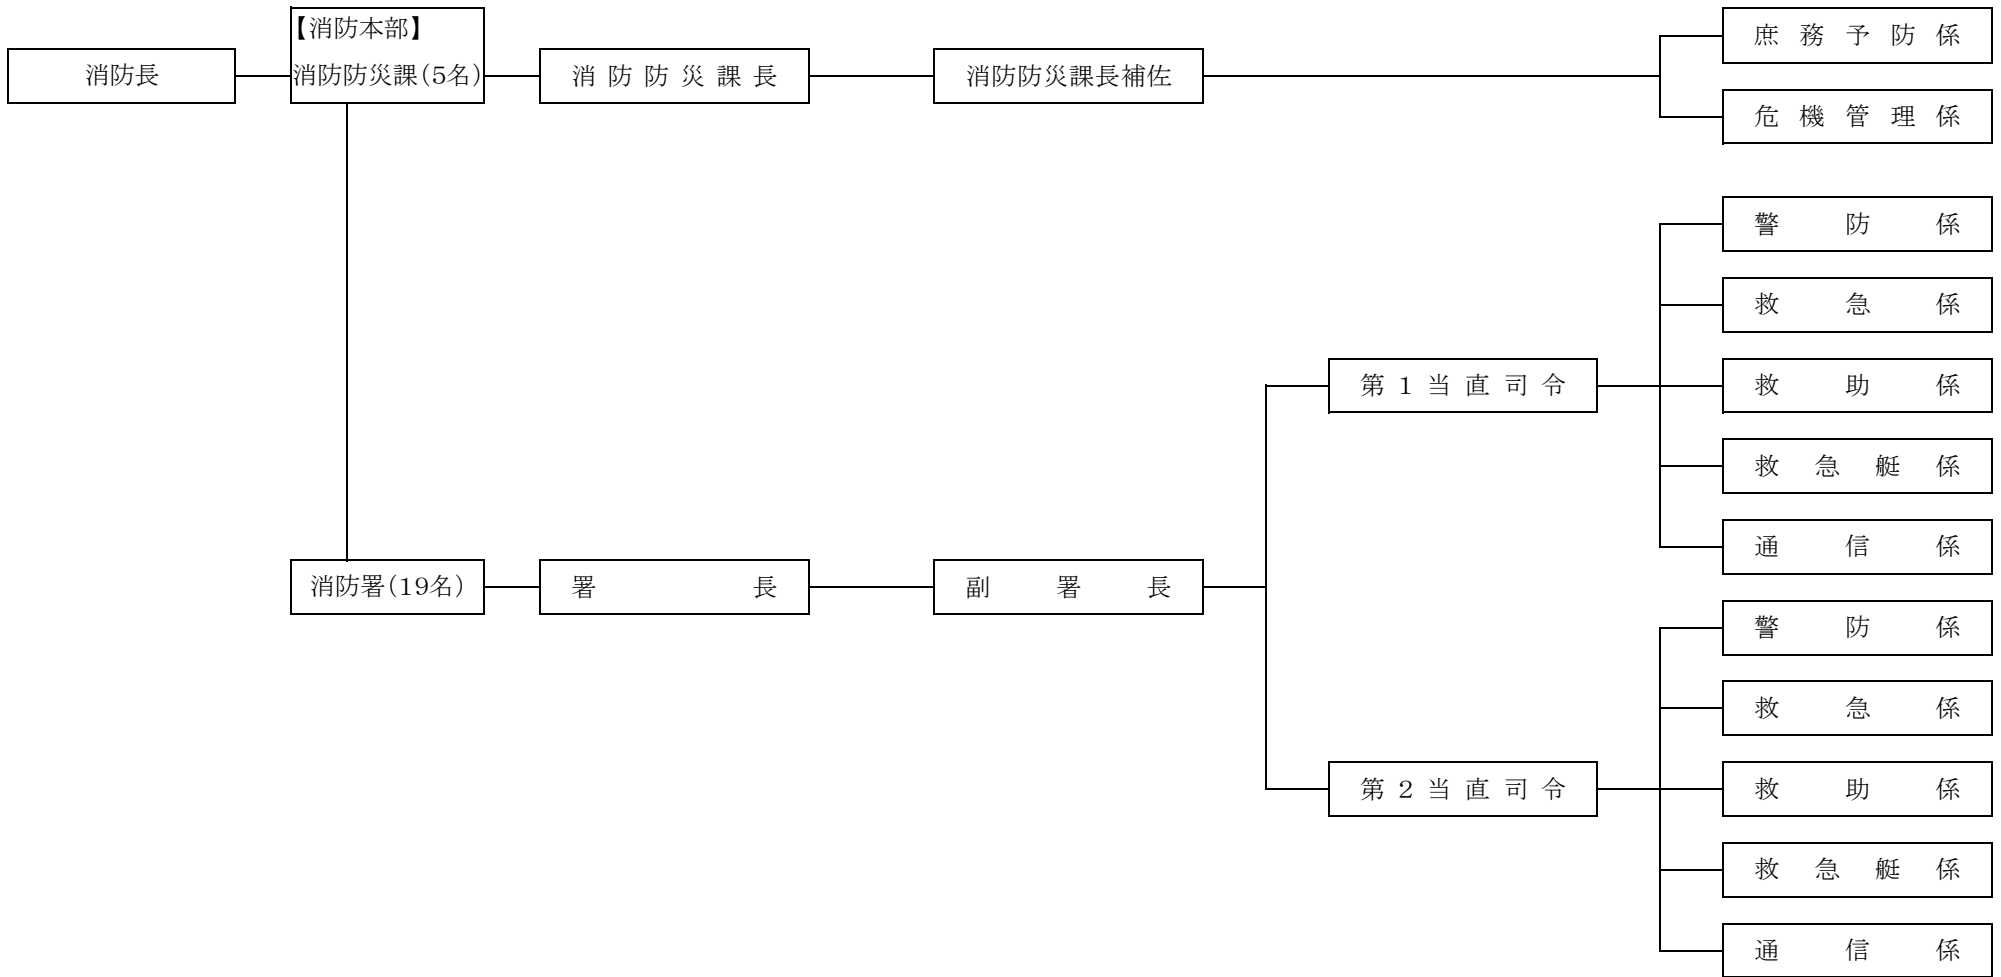 【消防本部】
消防長
消防防災課(5名)
消防防災課長
消防防災課長補佐
庶務予防係
危機管理係
消防署(19名)
署長
副署長
第1当直司令
警防係
救急係
救助係
救急艇係
通信係
第2当直司令
警防係
救急係
救助係
救急艇係
通信係